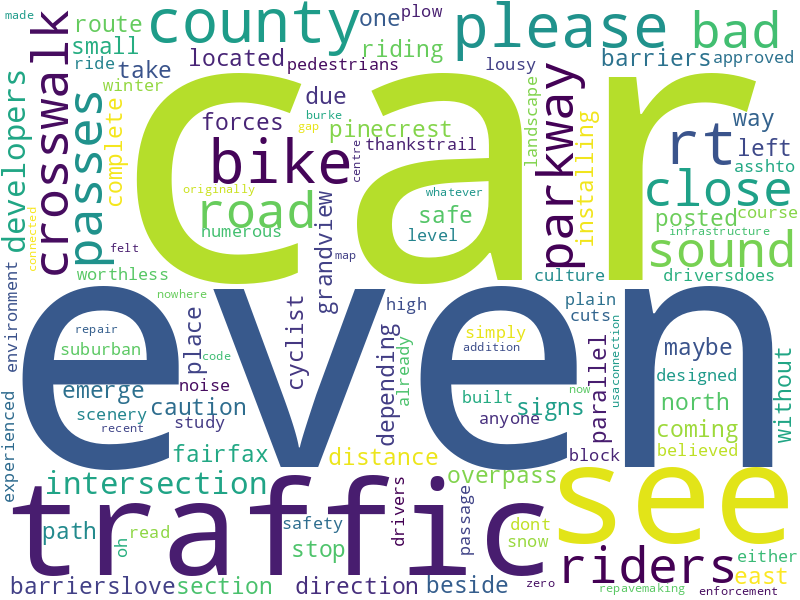 made
route
county
one
plow
please
bad
small
ride
take
located
riding
pedestrians
lousy
barriers
approved
winter
crosswalk
passes
developers
complete
car
due
burke
gap
forces
pinecrest
thankstrail
centre
bike
originally
road
numerous
whatever
safe
level
map
parkway
landscape
installing
rt
way
left
asshto
close
posted
course
infrastructure
sound
culture
driversdoes
connected
felt
worthless
nowhere
grandview
environment
even
high
plain
cuts
repair
suburban
code
place
cyclist
simply
addition
usaconnection
maybe
designed
emerge
noise
scenery
recent
caution
study
depending
already
built
signs
anyone
now
parallel
north
coming
believed
without
experienced
fairfax
distance
block
intersection
overpass
see
traffic
path
oh
read
safety
stop
drivers
passage
dont
snow
riders
either
east
barrierslove
section
direction
beside
zero
repavemaking
enforcement